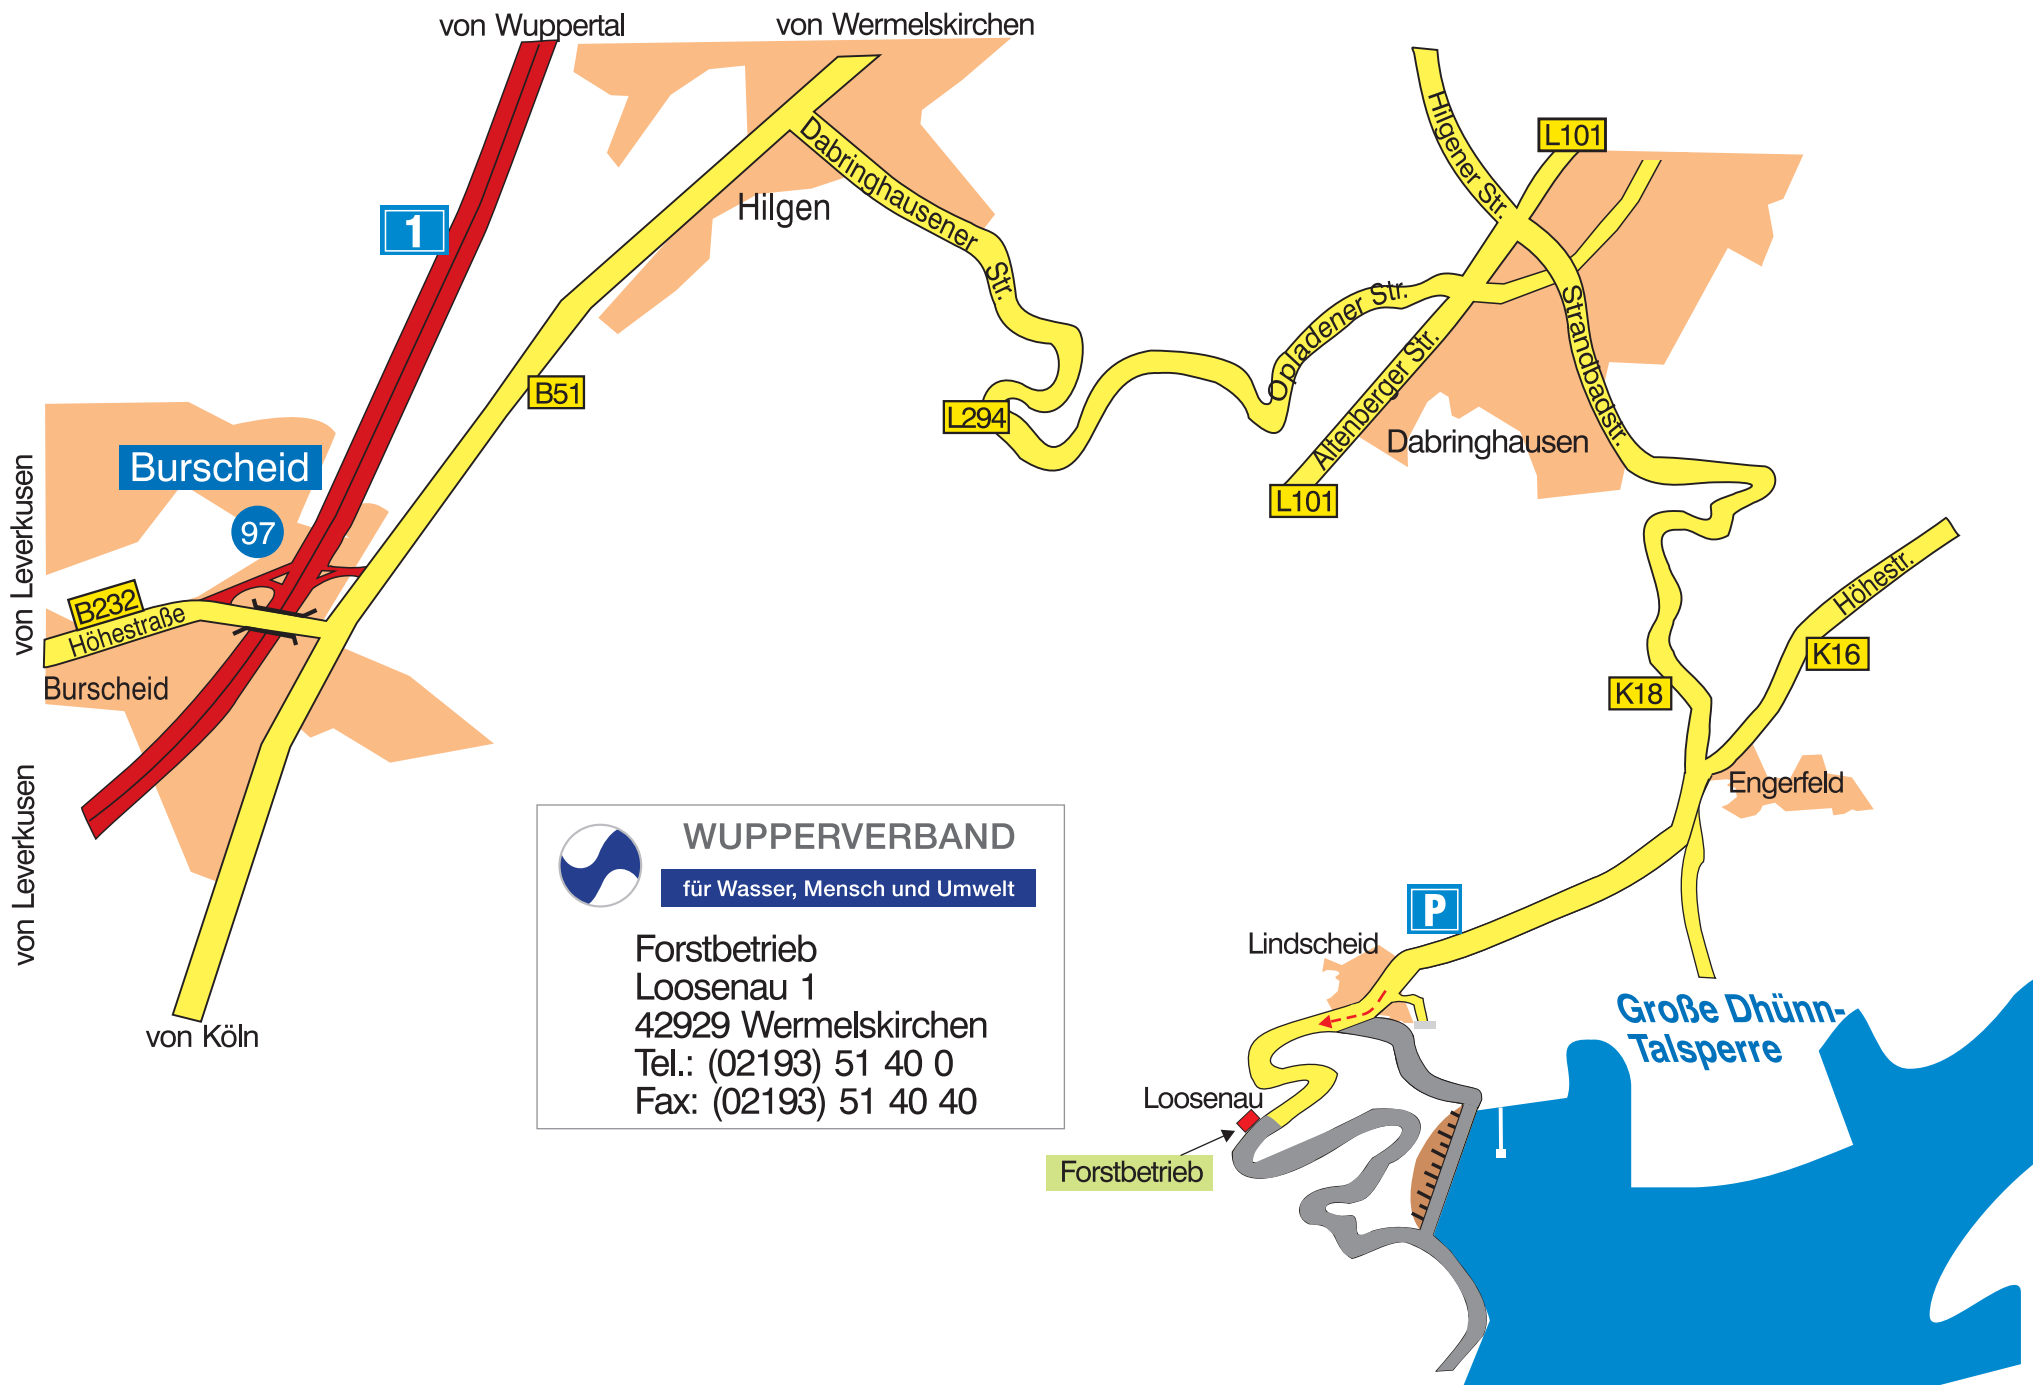 von Wuppertal
von Wermelskirchen
Hilgener Str.
L101
Dabringhausener Str.
1
Hilgen
Opladener Str.
Strandbadstr.
Altenberger Str.
B51
L294
Dabringhausen
L101
Burscheid
97
von Leverkusen
B232
Höhestraße
Burscheid
Höhestr.
K16
K18
Engerfeld
von Leverkusen
WUPPERVERBAND
für Wasser, Mensch und Umwelt
Forstbetrieb
Loosenau 1
42929 Wermelskirchen
Tel.: (02193) 51 40 0
Fax: (02193) 51 40 40
P
Lindscheid
Große Dhünn-
Talsperre
von Köln
Loosenau
Forstbetrieb